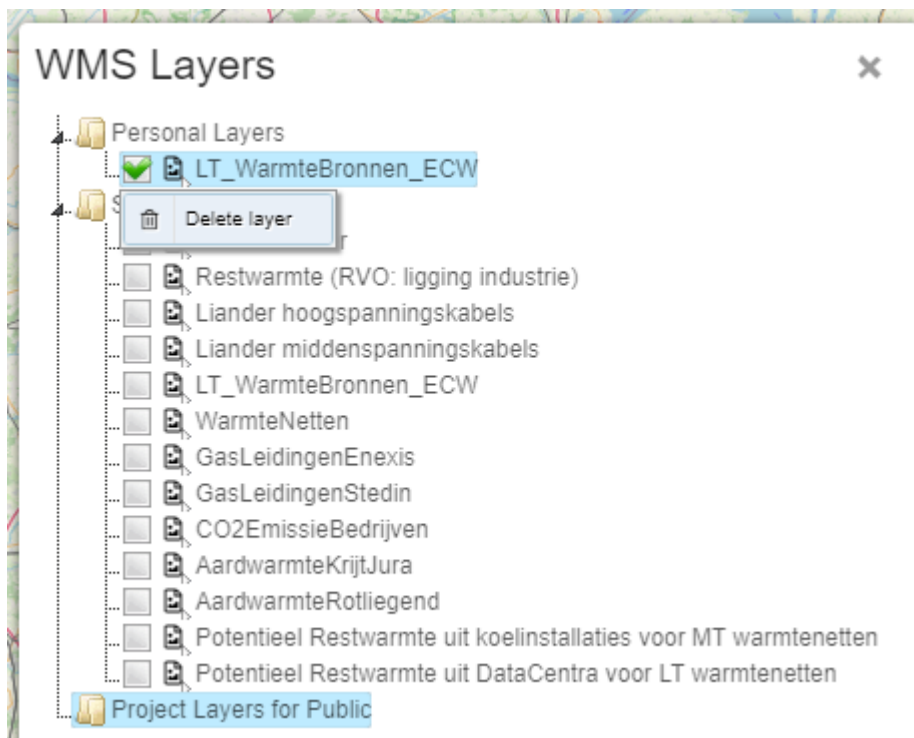 WMS Layers
Personal Layers
LT_WarmteBronnen_ECW
Delete layer
Restwarmte (RVO: ligging industrie)
Liander hoogspanningskabels
Liander middenspanningskabels
LT_WarmteBronnen_ECW
WarmteNetten
GasLeidingenEnexis
GasLeidingenStedin
CO2EmissieBedrijven
AardwarmteKrijtJura
AardwarmteRotliegend
Potentieel Restwarmte uit koelinstallaties voor MT warmtenetten
Potentieel Restwarmte uit DataCentra voor LT warmtenetten
Project Layers for Public